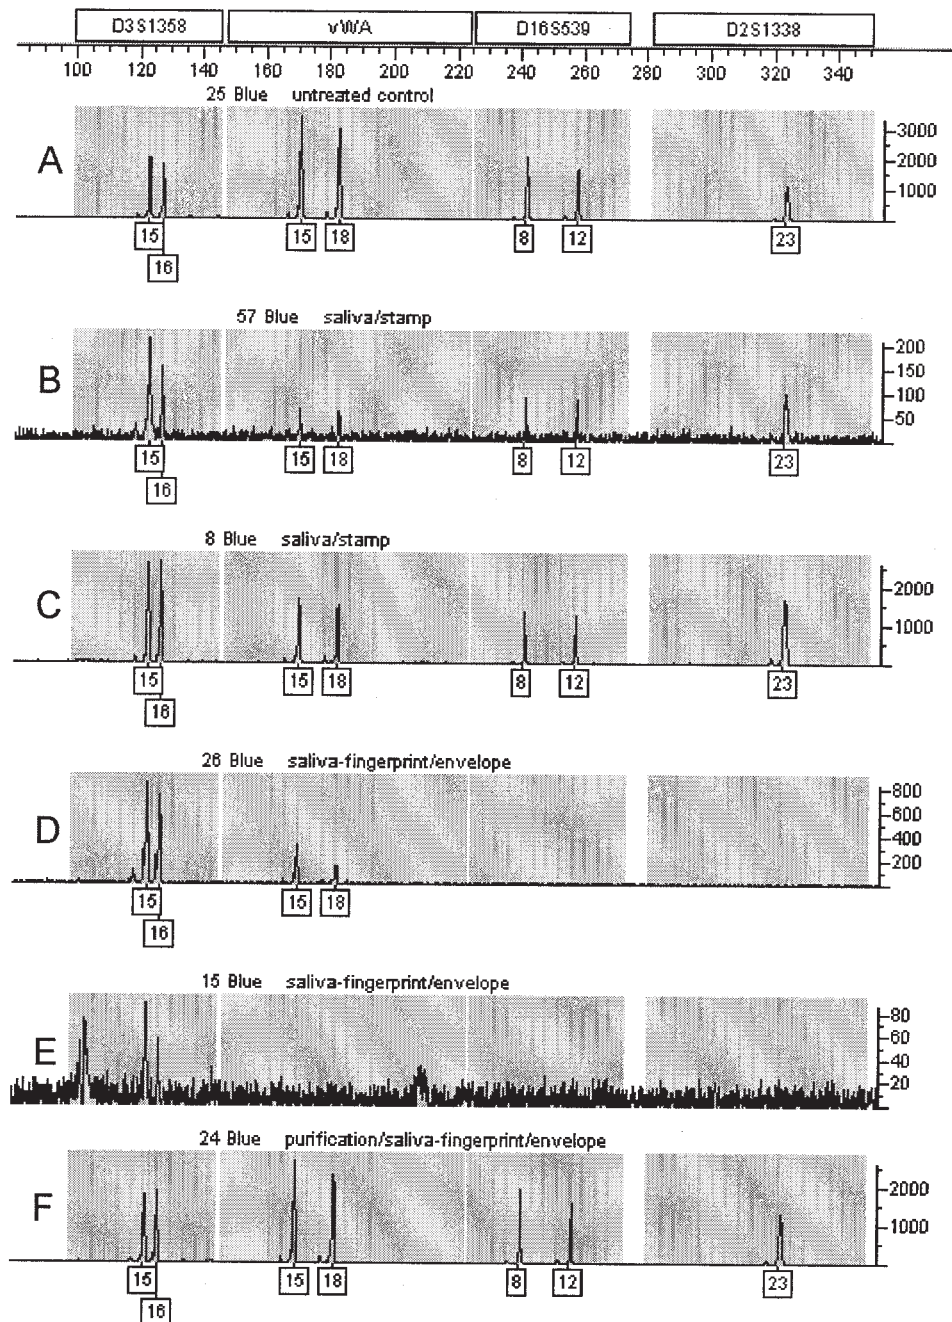 D3S1358 vWA D16S539 D2S1338
100 120 140 160 180 200 220 240 260 280 300 320 340
25 Blue untreated control
A
3000
2000
1000
15 15 18 8 12 23
16
57 Blue saliva/stamp
B
200
150
100
50
15 15 18 8 12 23
16
8 Blue saliva/stamp
C
2000
1000
15 15 18 8 12 23
16
26 Blue saliva-fingerprint/envelope
D
800
600
400
200
15 15 18
16
15 Blue saliva-fingerprint/envelope
E
80
60
40
20
24 Blue purification/saliva-fingerprint/envelope
F
2000
1000
15 15 18 8 12 23
16